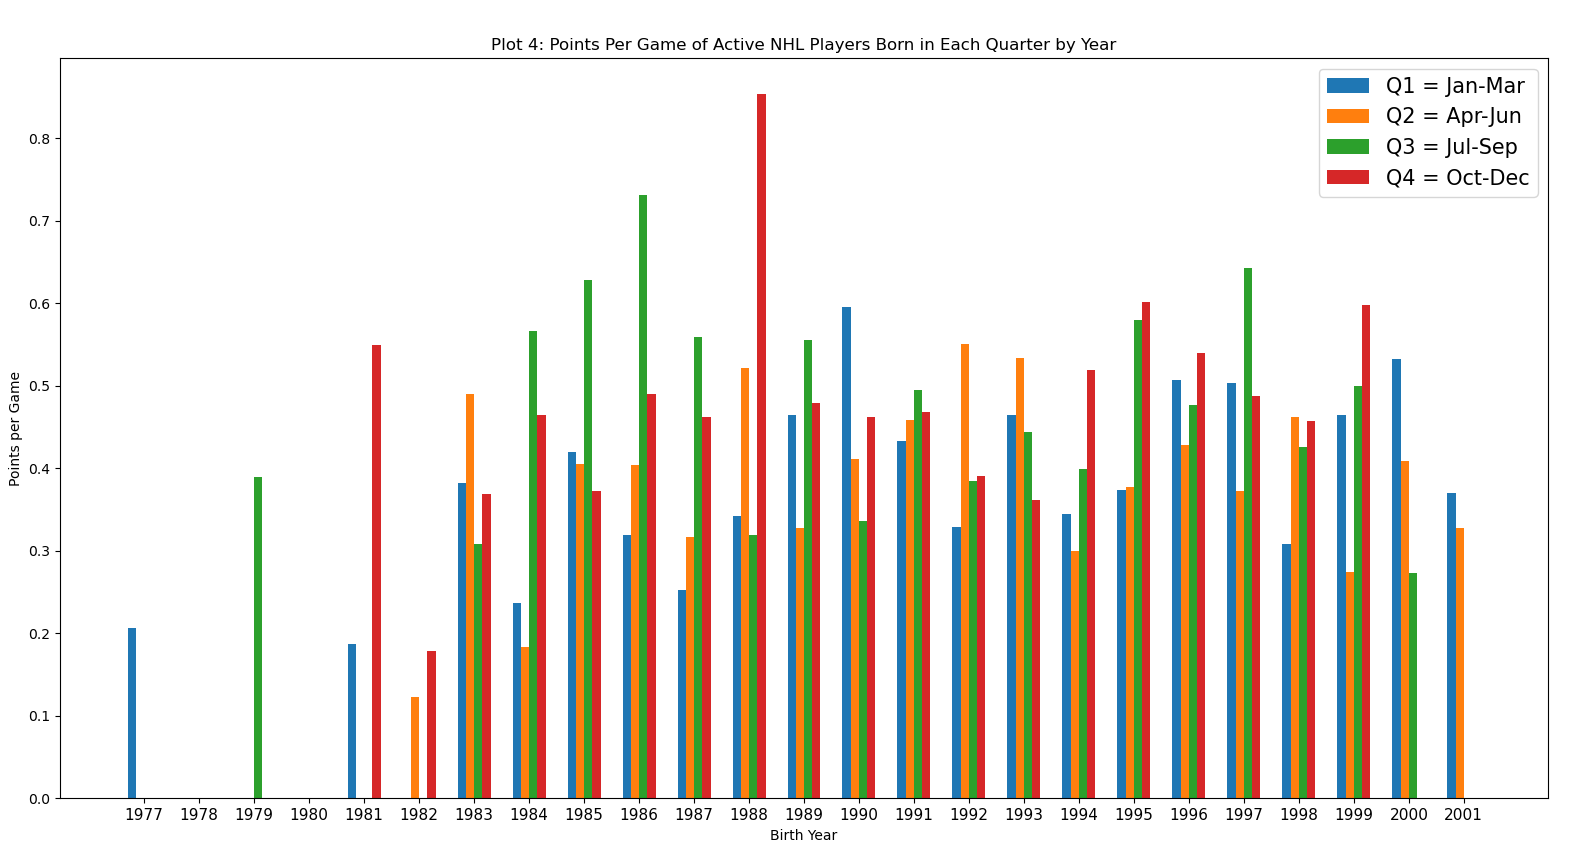 Plot 4: Points Per Game of Active NHL Players Born in Each Quarter by Year
Q1 = Jan-Mar
Q2 = Apr-Jun
Q3 = Jul-Sep
Q4 = Oct-Dec
0.8
0.7
0.6
0.5
0.4
0.3
0.2
0.1
0.0
Points per Game
1977 1978 1979 1980 1981 1982 1983 1984 1985 1986 1987 1988 1989 1990 1991 1992 1993 1994 1995 1996 1997 1998 1999 2000 2001
Birth Year